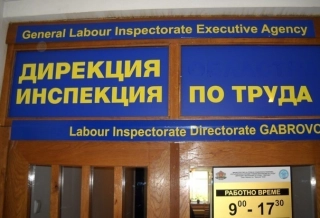 General Labour Inspectorate Executive Agency
ДИРЕКЦИЯ
ИНСПЕКЦИЯ ПО ТРУДА
Labour Inspectorate Directorate GABROVO
РАБОТНО ВРЕМЕ
9⁰⁰ - 17³⁰